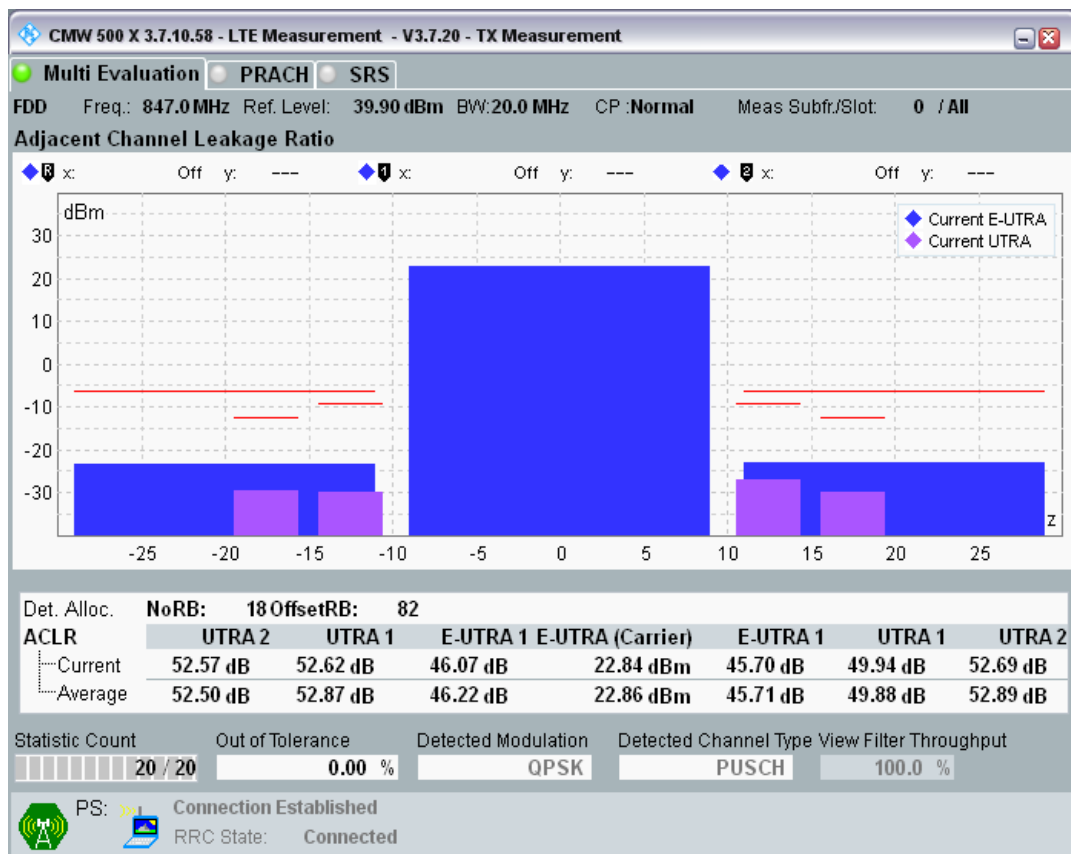 CMW 500 X 3.7.10.58 - LTE Measurement - V3.7.20 - TX Measurement
Multi Evaluation PRACH SRS
FDD Freq.: 847.0 MHz Ref. Level: 39.90 dBm BW:20.0 MHz CP :Normal Meas Subfr./Slot: 0 / All
Adjacent Channel Leakage Ratio
R x: Off y: --- 1 x: Off y: --- 2 x: Off y: ---
dBm
Current E-UTRA
Current UTRA
30
20
10
0
-10
-20
-30
z
-25 -20 -15 -10 -5 0 5 10 15 20 25
Det. Alloc. NoRB: 18 OffsetRB: 82
ACLR UTRA 2 UTRA 1 E-UTRA 1 E-UTRA (Carrier) E-UTRA 1 UTRA 1 UTRA 2
Current 52.57 dB 52.62 dB 46.07 dB 22.84 dBm 45.70 dB 49.94 dB 52.69 dB
Average 52.50 dB 52.87 dB 46.22 dB 22.86 dBm 45.71 dB 49.88 dB 52.89 dB
Statistic Count Out of Tolerance Detected Modulation Detected Channel Type View Filter Throughput
20 / 20 0.00 % QPSK PUSCH 100.0 %
PS: Connection Established
RRC State: Connected